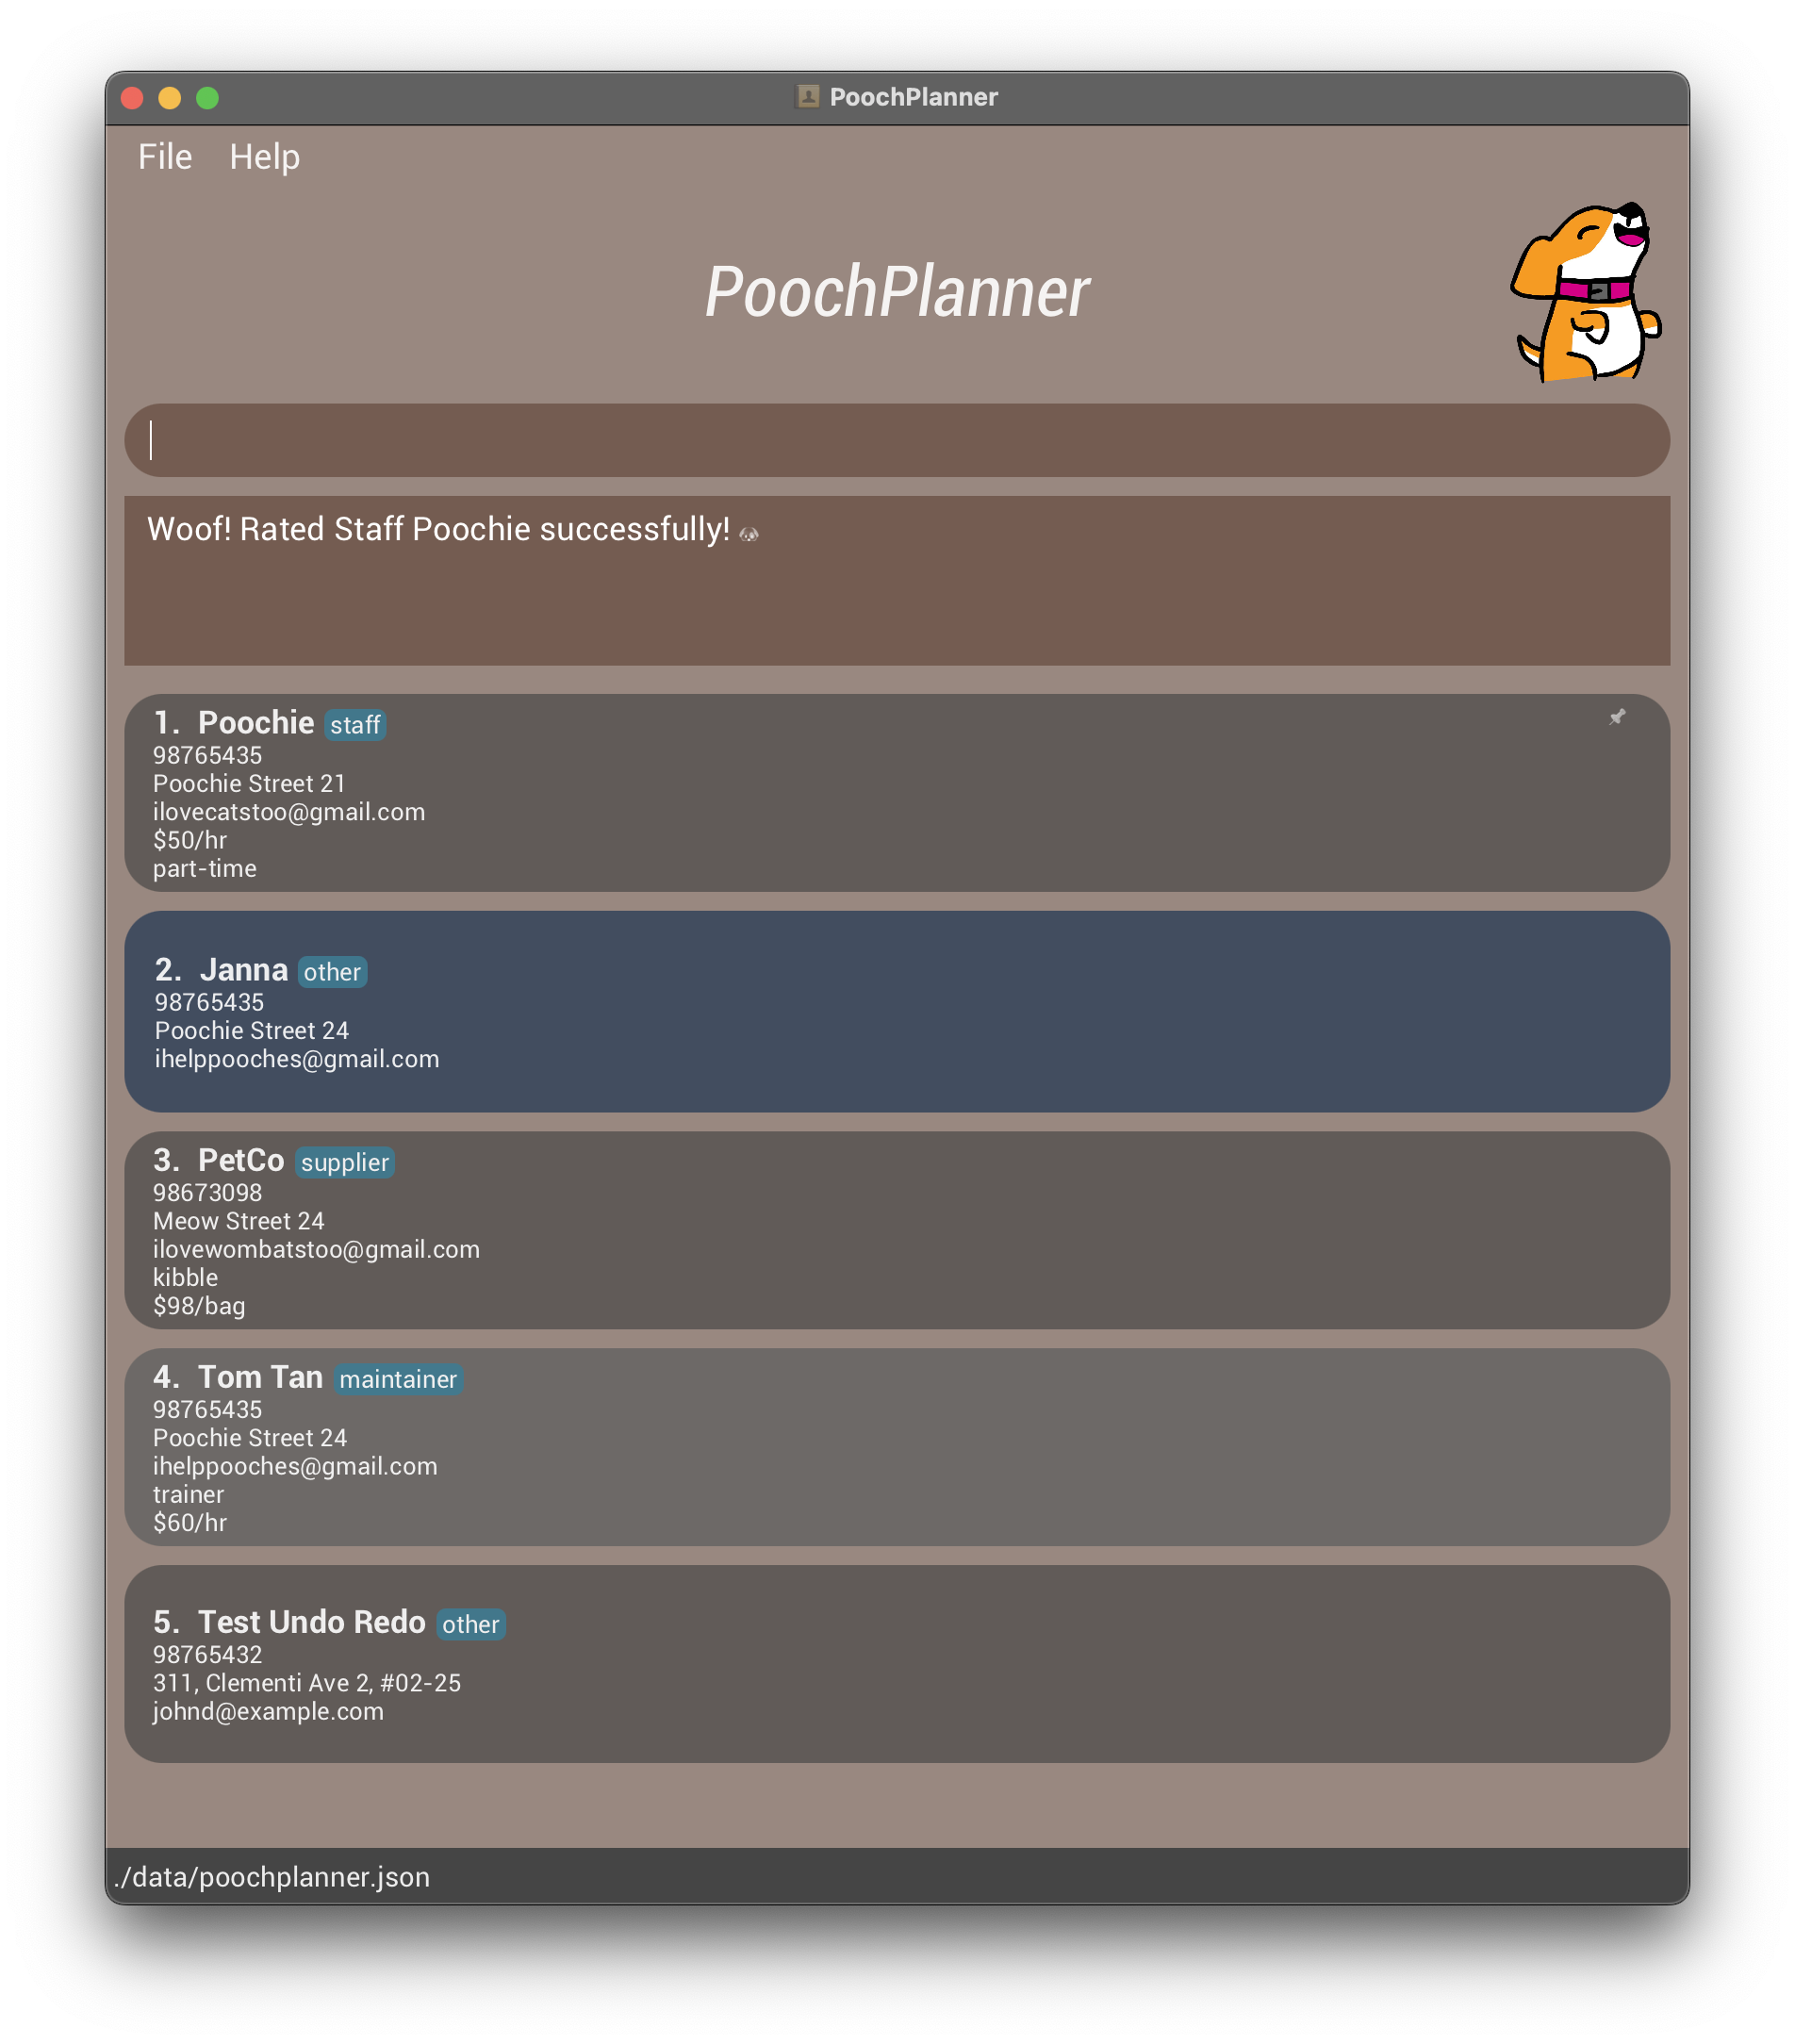 PoochPlanner
File Help
PoochPlanner
Woof! Rated Staff Poochie successfully!
1. Poochie staff
98765435
Poochie Street 21
ilovecatstoo@gmail.com
$50/hr
part-time
2. Janna other
98765435
Poochie Street 24
ihelppooches@gmail.com
3. PetCo supplier
98673098
Meow Street 24
ilovewombatstoo@gmail.com
kibble
$98/bag
4. Tom Tan maintainer
98765435
Poochie Street 24
ihelppooches@gmail.com
trainer
$60/hr
5. Test Undo Redo other
98765432
311, Clementi Ave 2, #02-25
johnd@example.com
./data/poochplanner.json